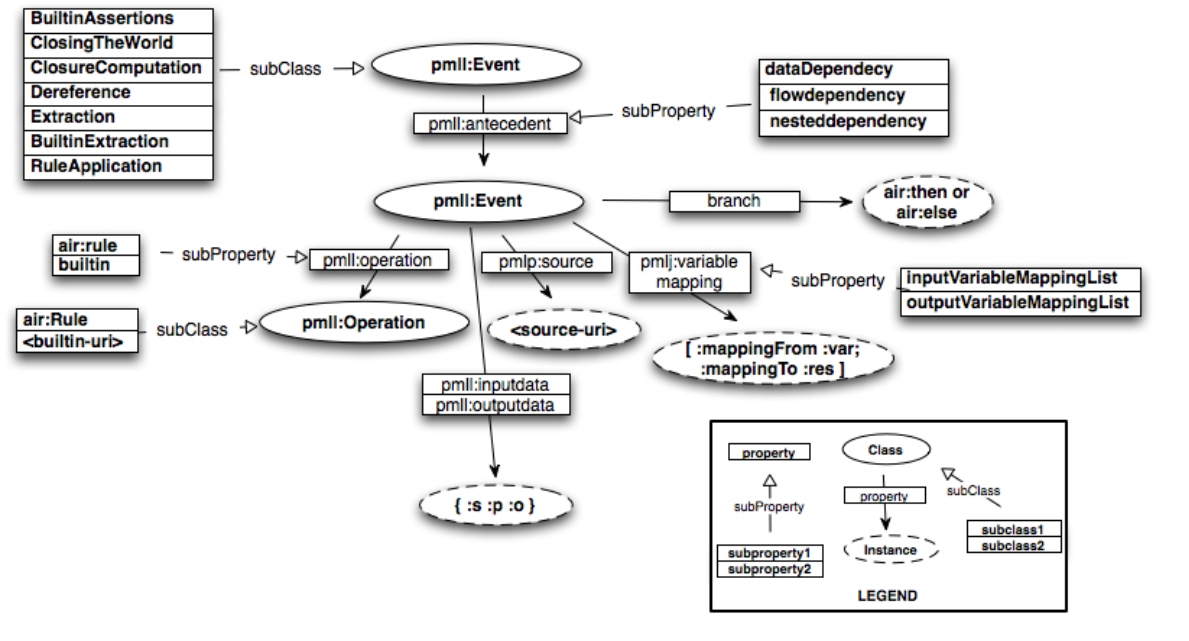 BuiltinAssertions
ClosingTheWorld
ClosureComputation
Dereference
Extraction
BuiltinExtraction
RuleApplication
subClass
pmll:Event
pmll:antecedent
subProperty
dataDependecy
flowdependency
nesteddependency
pmll:Event
branch
air:then or
air:else
air:rule
builtin
subProperty
pmll:operation
pmlp:source
pmlj:variable
mapping
subProperty
inputVariableMappingList
outputVariableMappingList
air:Rule
<builtin-uri>
subClass
pmll:Operation
<source-uri>
[ :mappingFrom :var;
:mappingTo :res ]
pmll:inputdata
pmll:outputdata
{ :s :p :o }
property
subProperty
subproperty1
subproperty2
Class
property
Instance
subClass
subclass1
subclass2
LEGEND